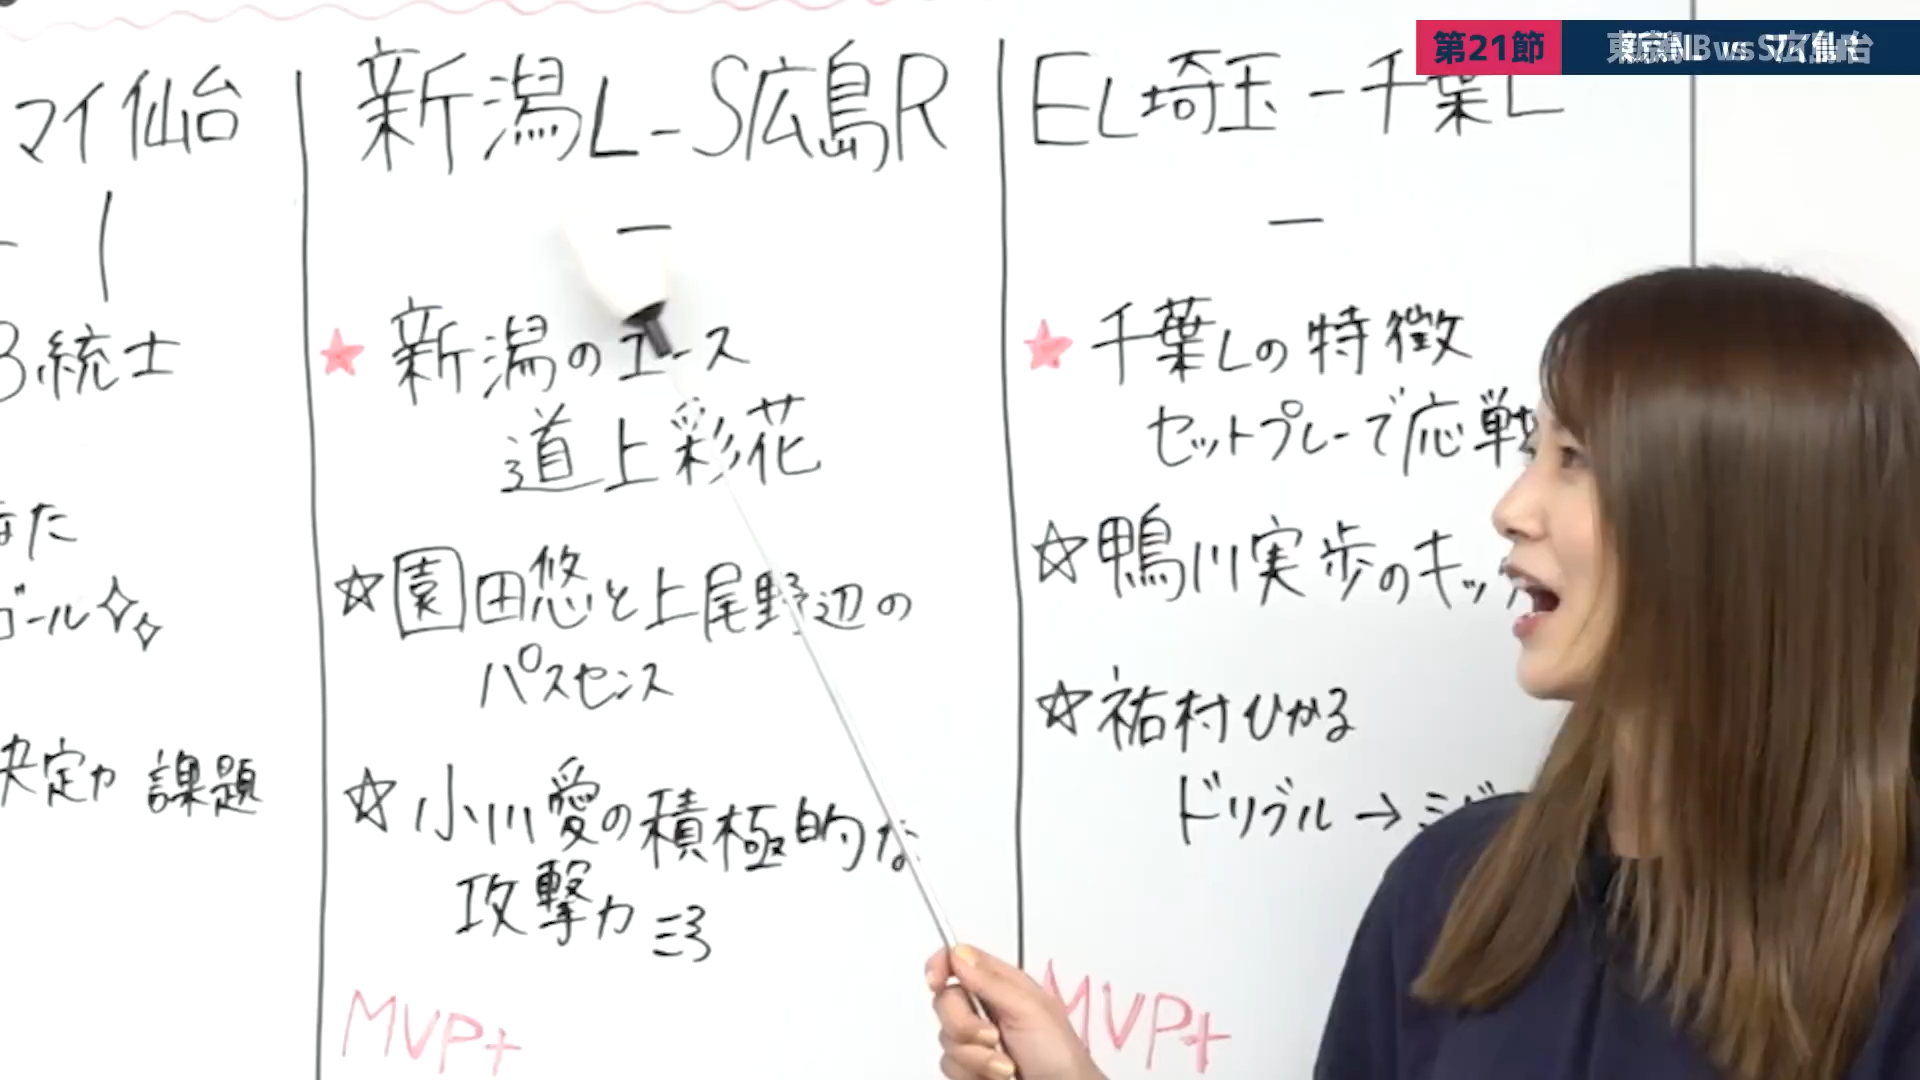 第21節
マイ仙台
統士
た
ゴール
決定力 課題
新潟L-S広島R
-
★新潟のエース
道上彩花
☆園田悠と上尾野辺の
パスセンス
☆小川愛の積極的な
攻撃力
MVP+
EL埼玉-千葉L
-
★千葉Lの特徴
セットプレーで応戦
☆鴨川実歩のキック
☆祐村ひかる
ドリブル→ミド
MVP+